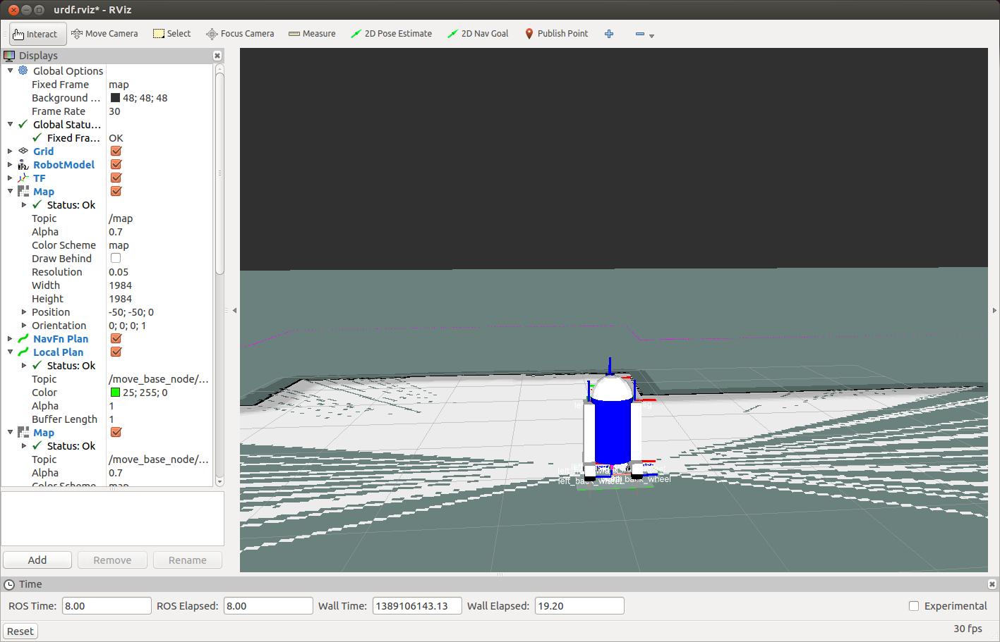 urdf.rviz* - RViz
Interact Move Camera Select Focus Camera Measure 2D Pose Estimate 2D Nav Goal Publish Point
Displays
Global Options
Fixed Frame map
Background ... 48; 48; 48
Frame Rate 30
Global Statu...
Fixed Fra... OK
Grid
RobotModel
TF
Map
Status: Ok
Topic /map
Alpha 0.7
Color Scheme map
Draw Behind
Resolution 0.05
Width 1984
Height 1984
Position -50; -50; 0
Orientation 0; 0; 0; 1
NavFn Plan
Local Plan
Status: Ok
Topic /move_base_node/...
Color 25; 255; 0
Alpha 1
Buffer Length 1
Map
Status: Ok
Topic /move_base_node/...
Alpha 0.7
Color Scheme map
left_back_wheel
Add Remove Rename
Time
ROS Time: 8.00 ROS Elapsed: 8.00 Wall Time: 1389106143.13 Wall Elapsed: 19.20 Experimental
Reset 30 fps